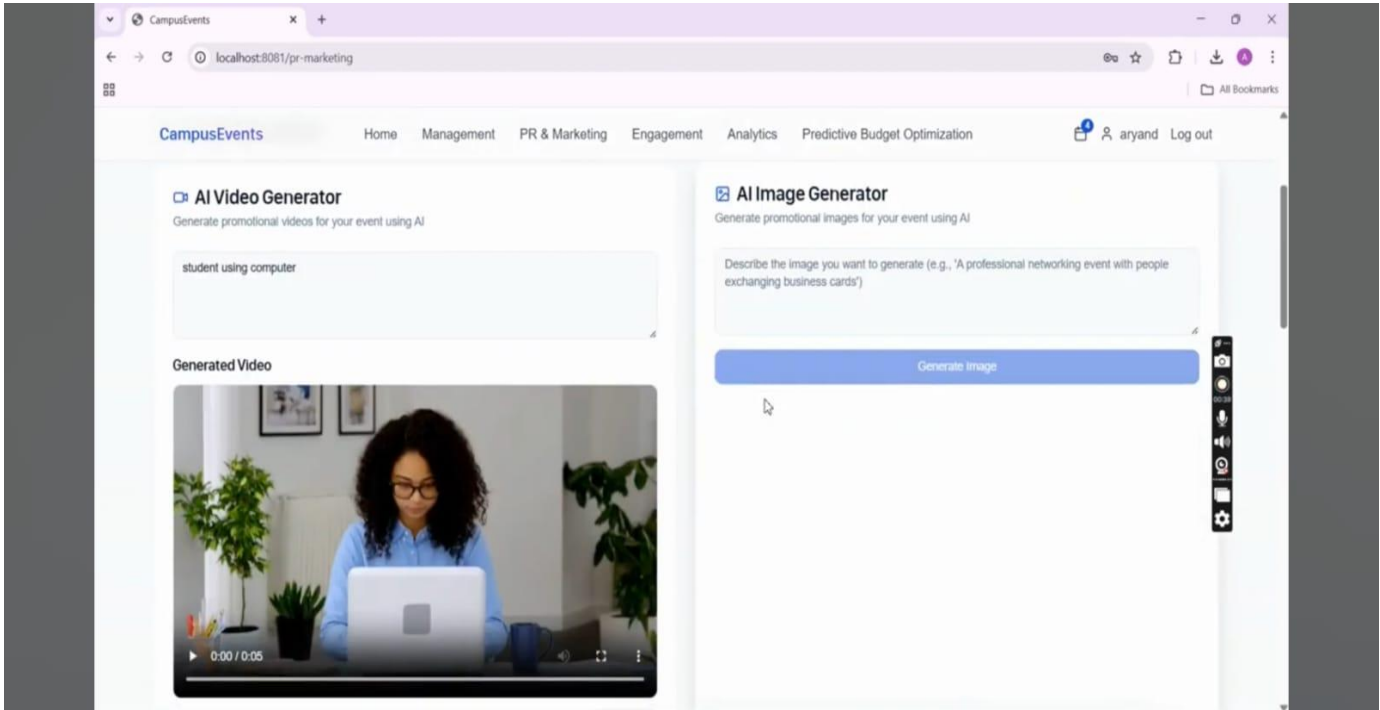 CampusEvents
localhost:8081/pr-marketing
All Bookmarks
CampusEvents Home Management PR & Marketing Engagement Analytics Predictive Budget Optimization 4 aryand Log out
AI Video Generator
Generate promotional videos for your event using AI
student using computer
Generated Video
0:00 / 0:05
AI Image Generator
Generate promotional images for your event using AI
Describe the image you want to generate (e.g., 'A professional networking event with people
exchanging business cards')
Generate Image
A